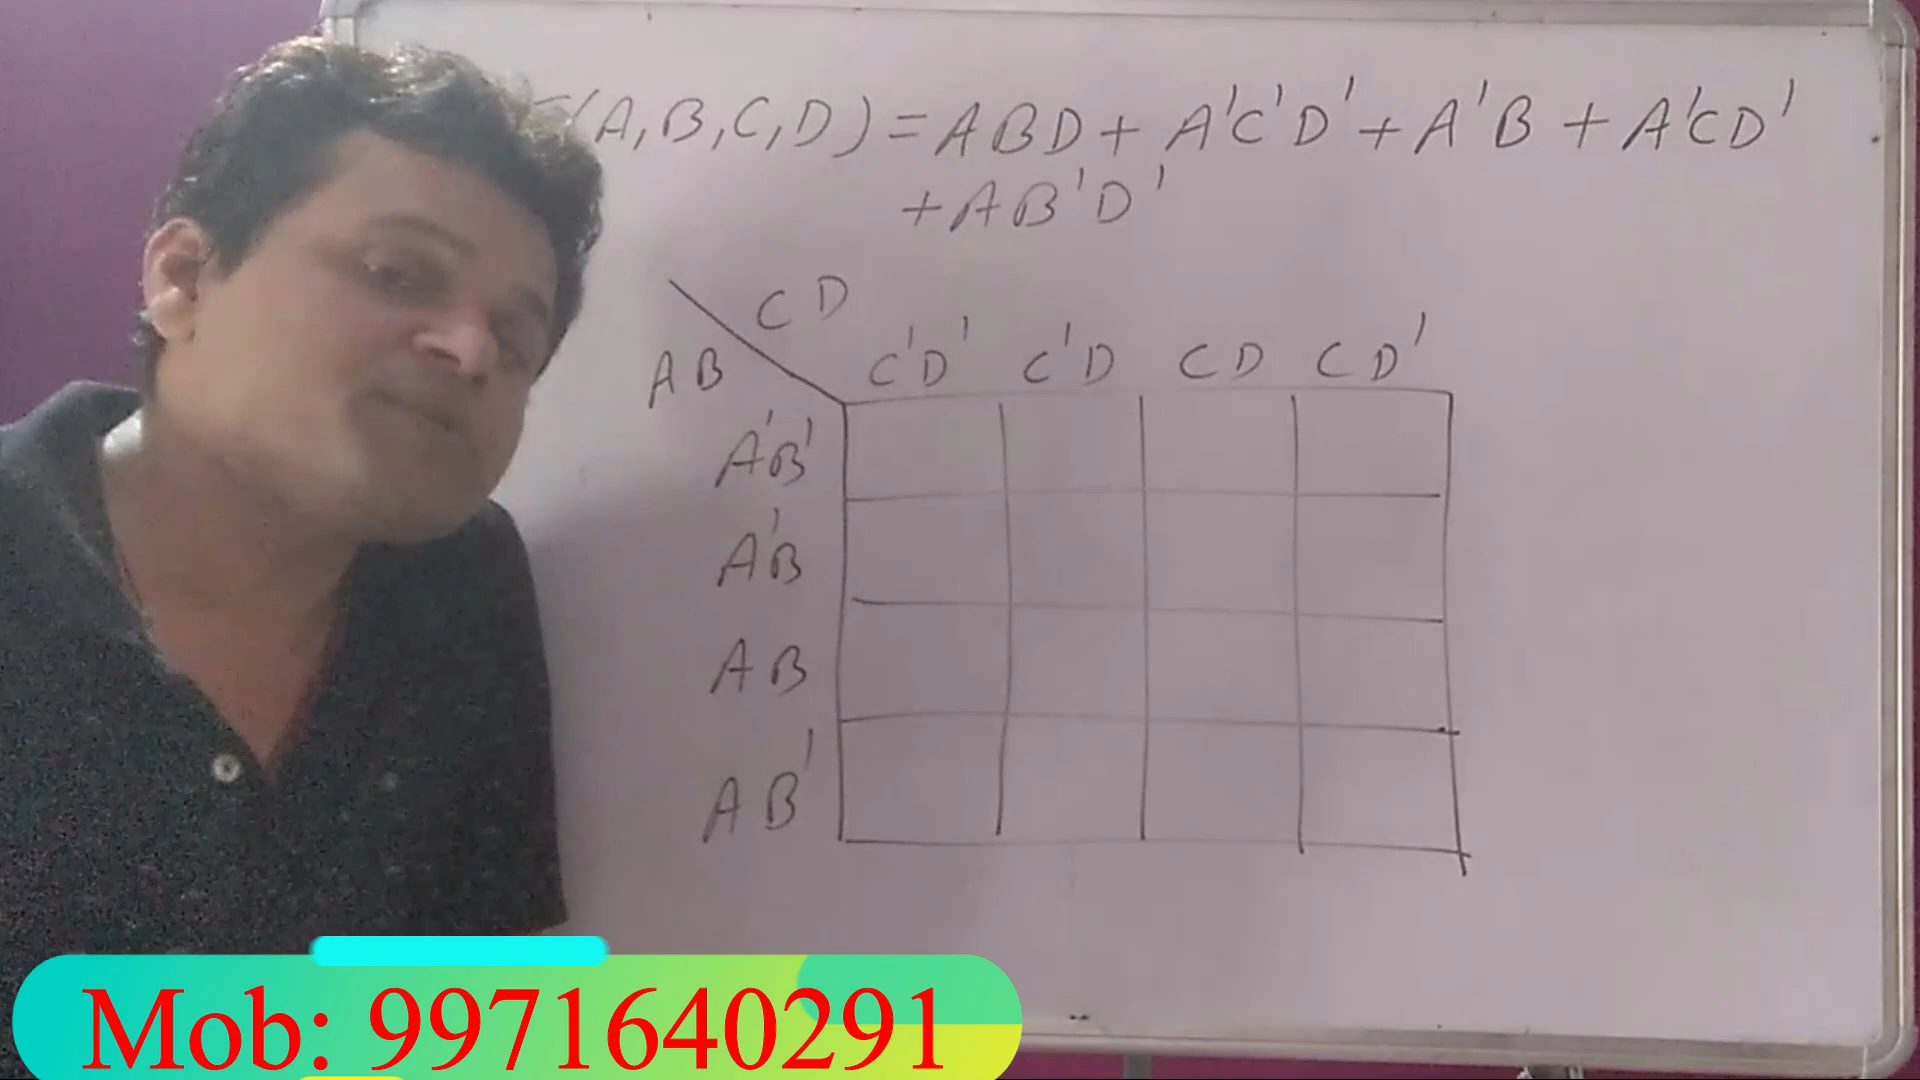 F(A,B,C,D) = ABD + A'C'D' + A'B + A'CD'
+ AB'D'
CD
AB
C'D' C'D CD CD'
A'B'
A'B
AB
AB'
Mob: 9971640291